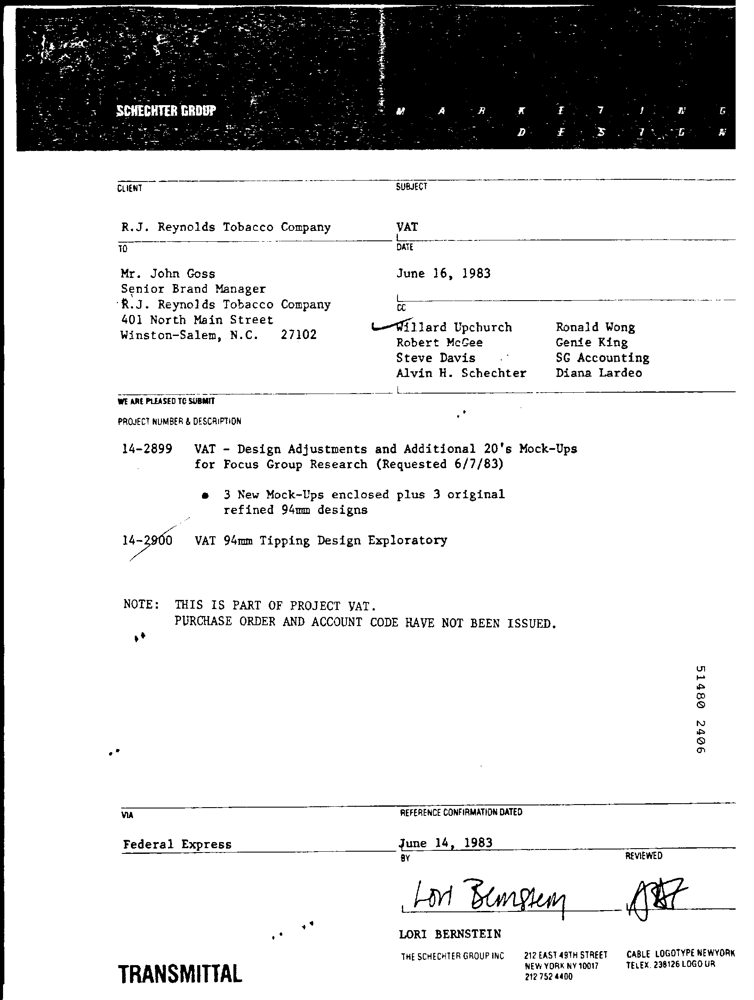 SCHECHTER GROUP
MARKETING
DESIGN
CLIENT
R.J. Reynolds Tobacco Company
SUBJECT
VAT
TO
Mr. John Goss
Senior Brand Manager
R.J. Reynolds Tobacco Company
401 North Main Street
Winston-Salem, N.C. 27102
DATE
June 16, 1983
CC
Willard Upchurch Ronald Wong
Robert McGee Genie King
Steve Davis SG Accounting
Alvin H. Schechter Diana Lardeo
WE ARE PLEASED TO SUBMIT
PROJECT NUMBER & DESCRIPTION
14-2899 VAT - Design Adjustments and Additional 20's Mock-Ups
for Focus Group Research (Requested 6/7/83)
● 3 New Mock-Ups enclosed plus 3 original
refined 94mm designs
14-2900 VAT 94mm Tipping Design Exploratory
NOTE: THIS IS PART OF PROJECT VAT.
PURCHASE ORDER AND ACCOUNT CODE HAVE NOT BEEN ISSUED.
51480 2406
VIA
Federal Express
REFERENCE CONFIRMATION DATED
June 14, 1983
BY
Lori Bernstein
REVIEWED
LORI BERNSTEIN
THE SCHECHTER GROUP INC
212 EAST 49TH STREET
NEW YORK NY 10017
212 752 4400
CABLE LOGOTYPE NEWYORK
TELEX. 238126 LOGO UR
TRANSMITTAL